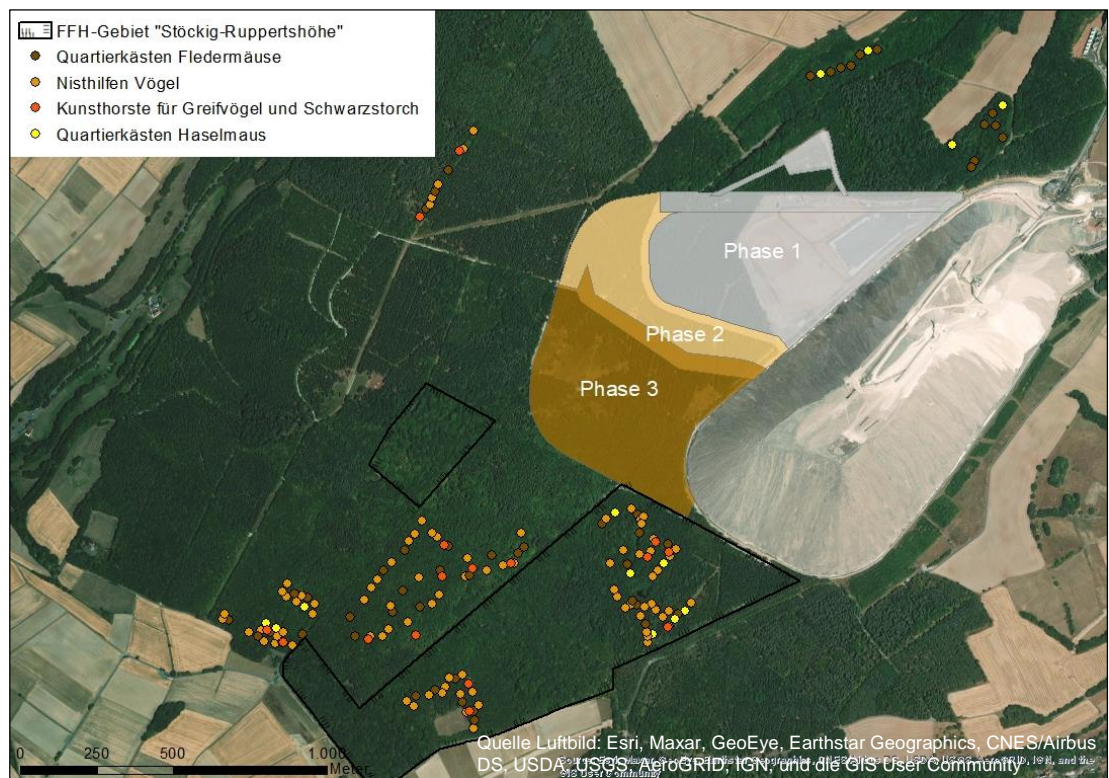 FFH-Gebiet "Stöckig-Ruppertshöhe"
Quartierkästen Fledermäuse
Nisthilfen Vögel
Kunsthorste für Greifvögel und Schwarzstorch
Quartierkästen Haselmaus
Phase 1
Phase 2
Phase 3
0 250 500 1.000
Meter
Quelle Luftbild: Esri, Maxar, GeoEye, Earthstar Geographics, CNES/Airbus
DS, USDA, USGS, AeroGRID, IGN, und die GIS User Community